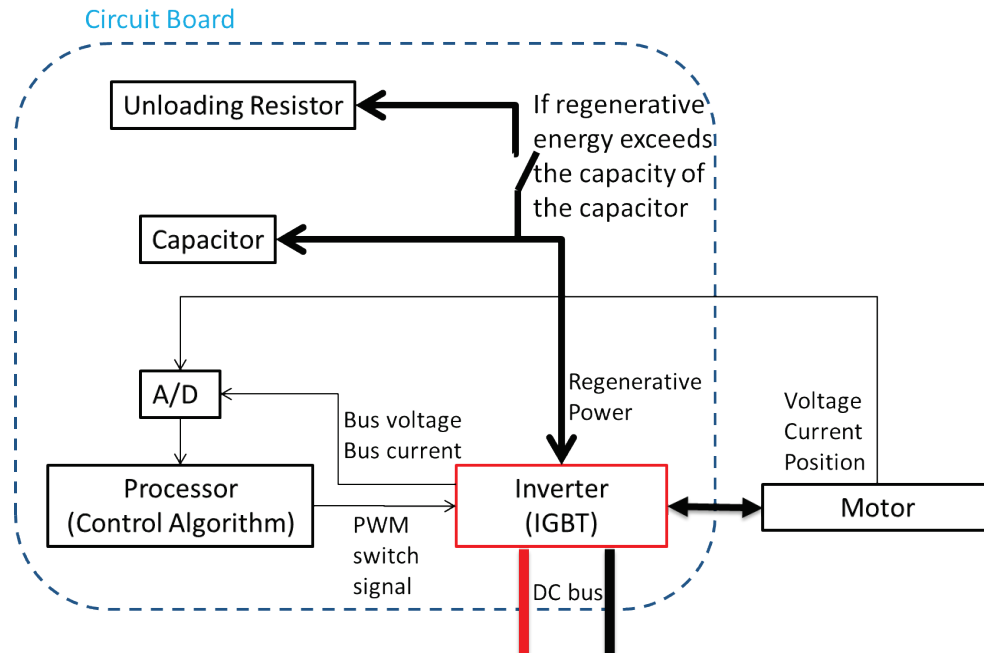 Circuit Board
Unloading Resistor
If regenerative
energy exceeds
the capacity of
the capacitor
Capacitor
A/D
Regenerative
Power
Bus voltage
Bus current
Voltage
Current
Position
Processor
(Control Algorithm)
PWM
switch
signal
Inverter
(IGBT)
Motor
DC bus